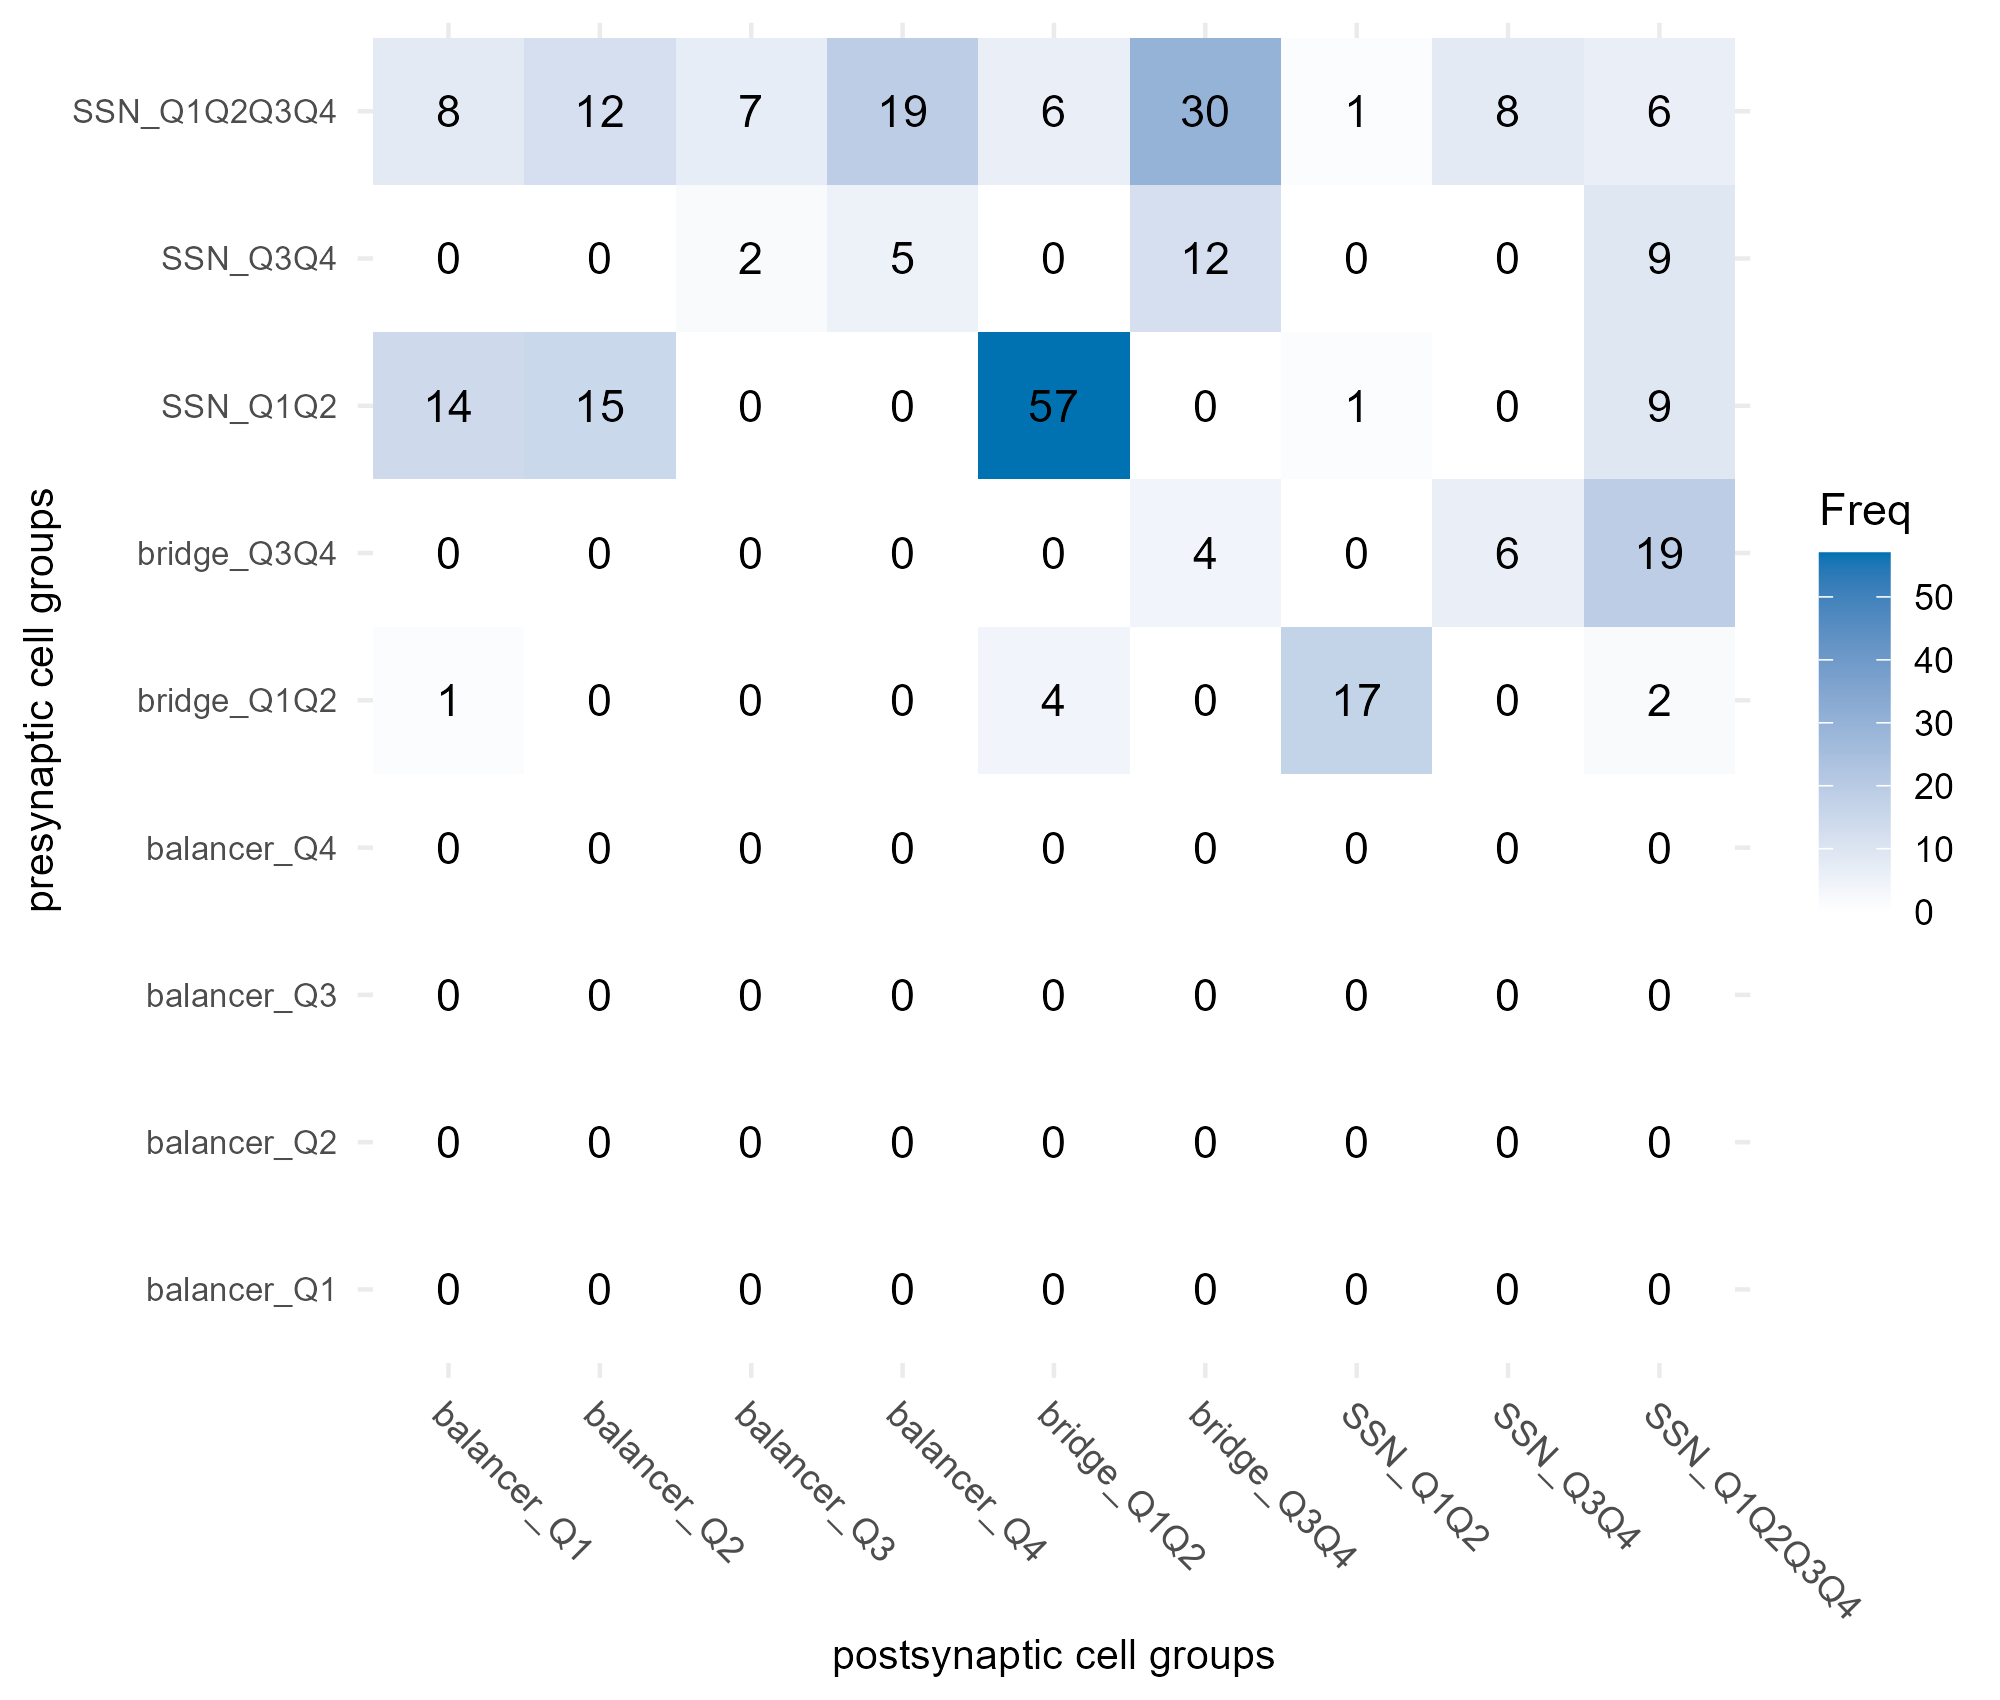 SSN_Q1Q2Q3Q4 8 12 7 19 6 30 1 8 6
SSN_Q3Q4 0 0 2 5 0 12 0 0 9
SSN_Q1Q2 14 15 0 0 57 0 1 0 9
bridge_Q3Q4 0 0 0 0 0 4 0 6 19
bridge_Q1Q2 1 0 0 0 4 0 17 0 2
balancer_Q4 0 0 0 0 0 0 0 0 0
balancer_Q3 0 0 0 0 0 0 0 0 0
balancer_Q2 0 0 0 0 0 0 0 0 0
balancer_Q1 0 0 0 0 0 0 0 0 0
presynaptic cell groups
balancer_Q1
balancer_Q2
balancer_Q3
balancer_Q4
bridge_Q1Q2
bridge_Q3Q4
SSN_Q1Q2
SSN_Q3Q4
SSN_Q1Q2Q3Q4
postsynaptic cell groups
Freq
50
40
30
20
10
0